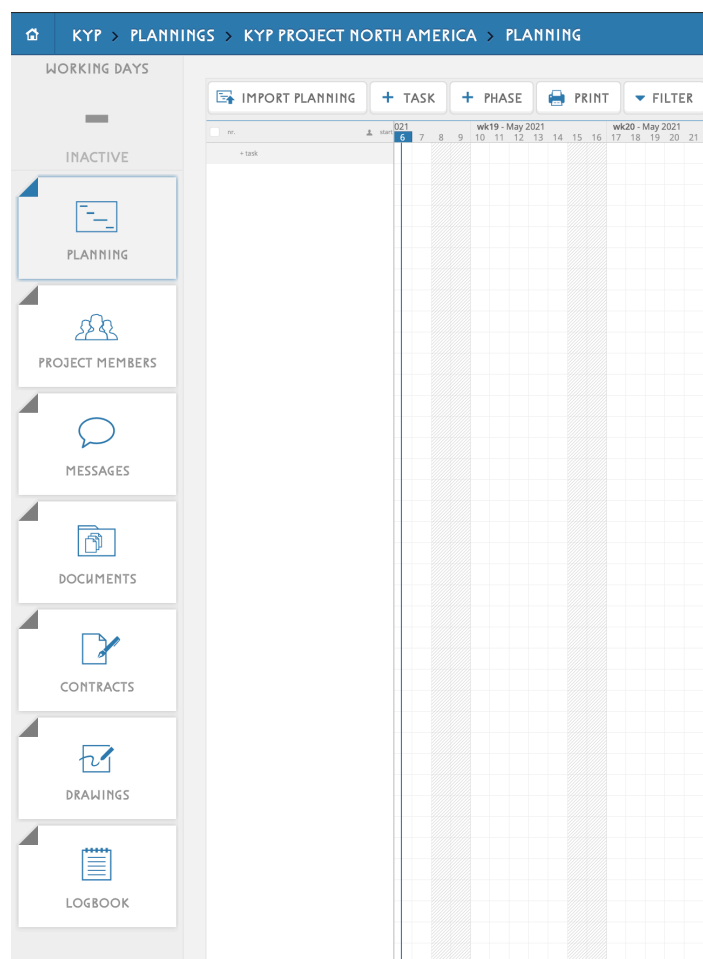 KYP > PLANNINGS > KYP PROJECT NORTH AMERICA > PLANNING
WORKING DAYS
-
INACTIVE
IMPORT PLANNING + TASK + PHASE PRINT FILTER
nr. start
021 wk19 - May 2021 wk20 - May 2021
6 7 8 9 10 11 12 13 14 15 16 17 18 19 20 21
+ task
PLANNING
PROJECT MEMBERS
MESSAGES
DOCUMENTS
CONTRACTS
DRAWINGS
LOGBOOK